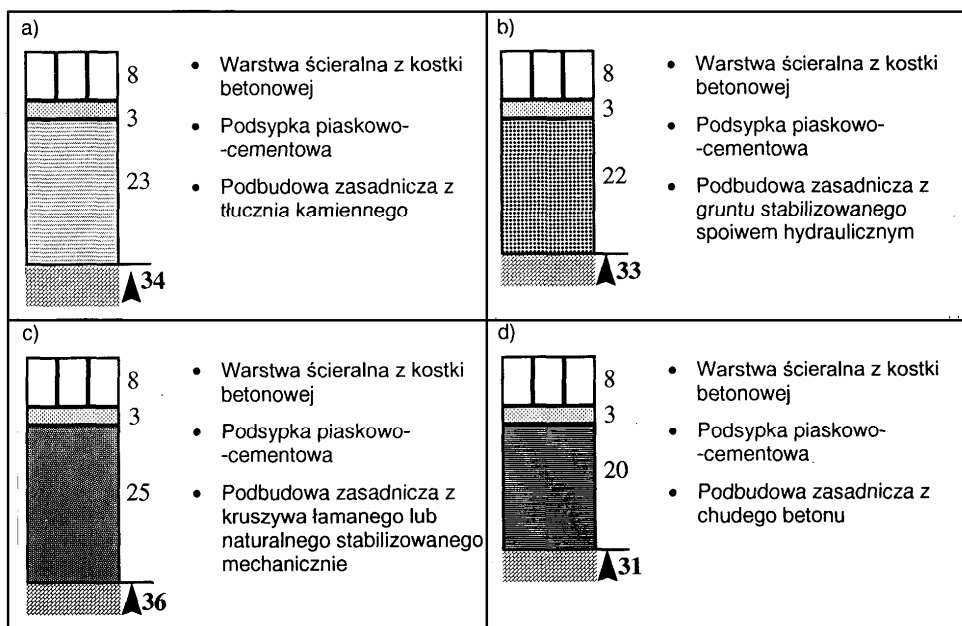 a)
8
3
23
34
• Warstwa ścieralna z kostki
betonowej
• Podsypka piaskowo-
-cementowa
• Podbudowa zasadnicza z
tłucznia kamiennego
b)
8
3
22
33
• Warstwa ścieralna z kostki
betonowej
• Podsypka piaskowo-
-cementowa
• Podbudowa zasadnicza z
gruntu stabilizowanego
spoiwem hydraulicznym
c)
8
3
25
36
• Warstwa ścieralna z kostki
betonowej
• Podsypka piaskowo-
-cementowa
• Podbudowa zasadnicza z
kruszywa łamanego lub
naturalnego stabilizowanego
mechanicznie
d)
8
3
20
31
• Warstwa ścieralna z kostki
betonowej
• Podsypka piaskowo-
-cementowa
• Podbudowa zasadnicza z
chudego betonu